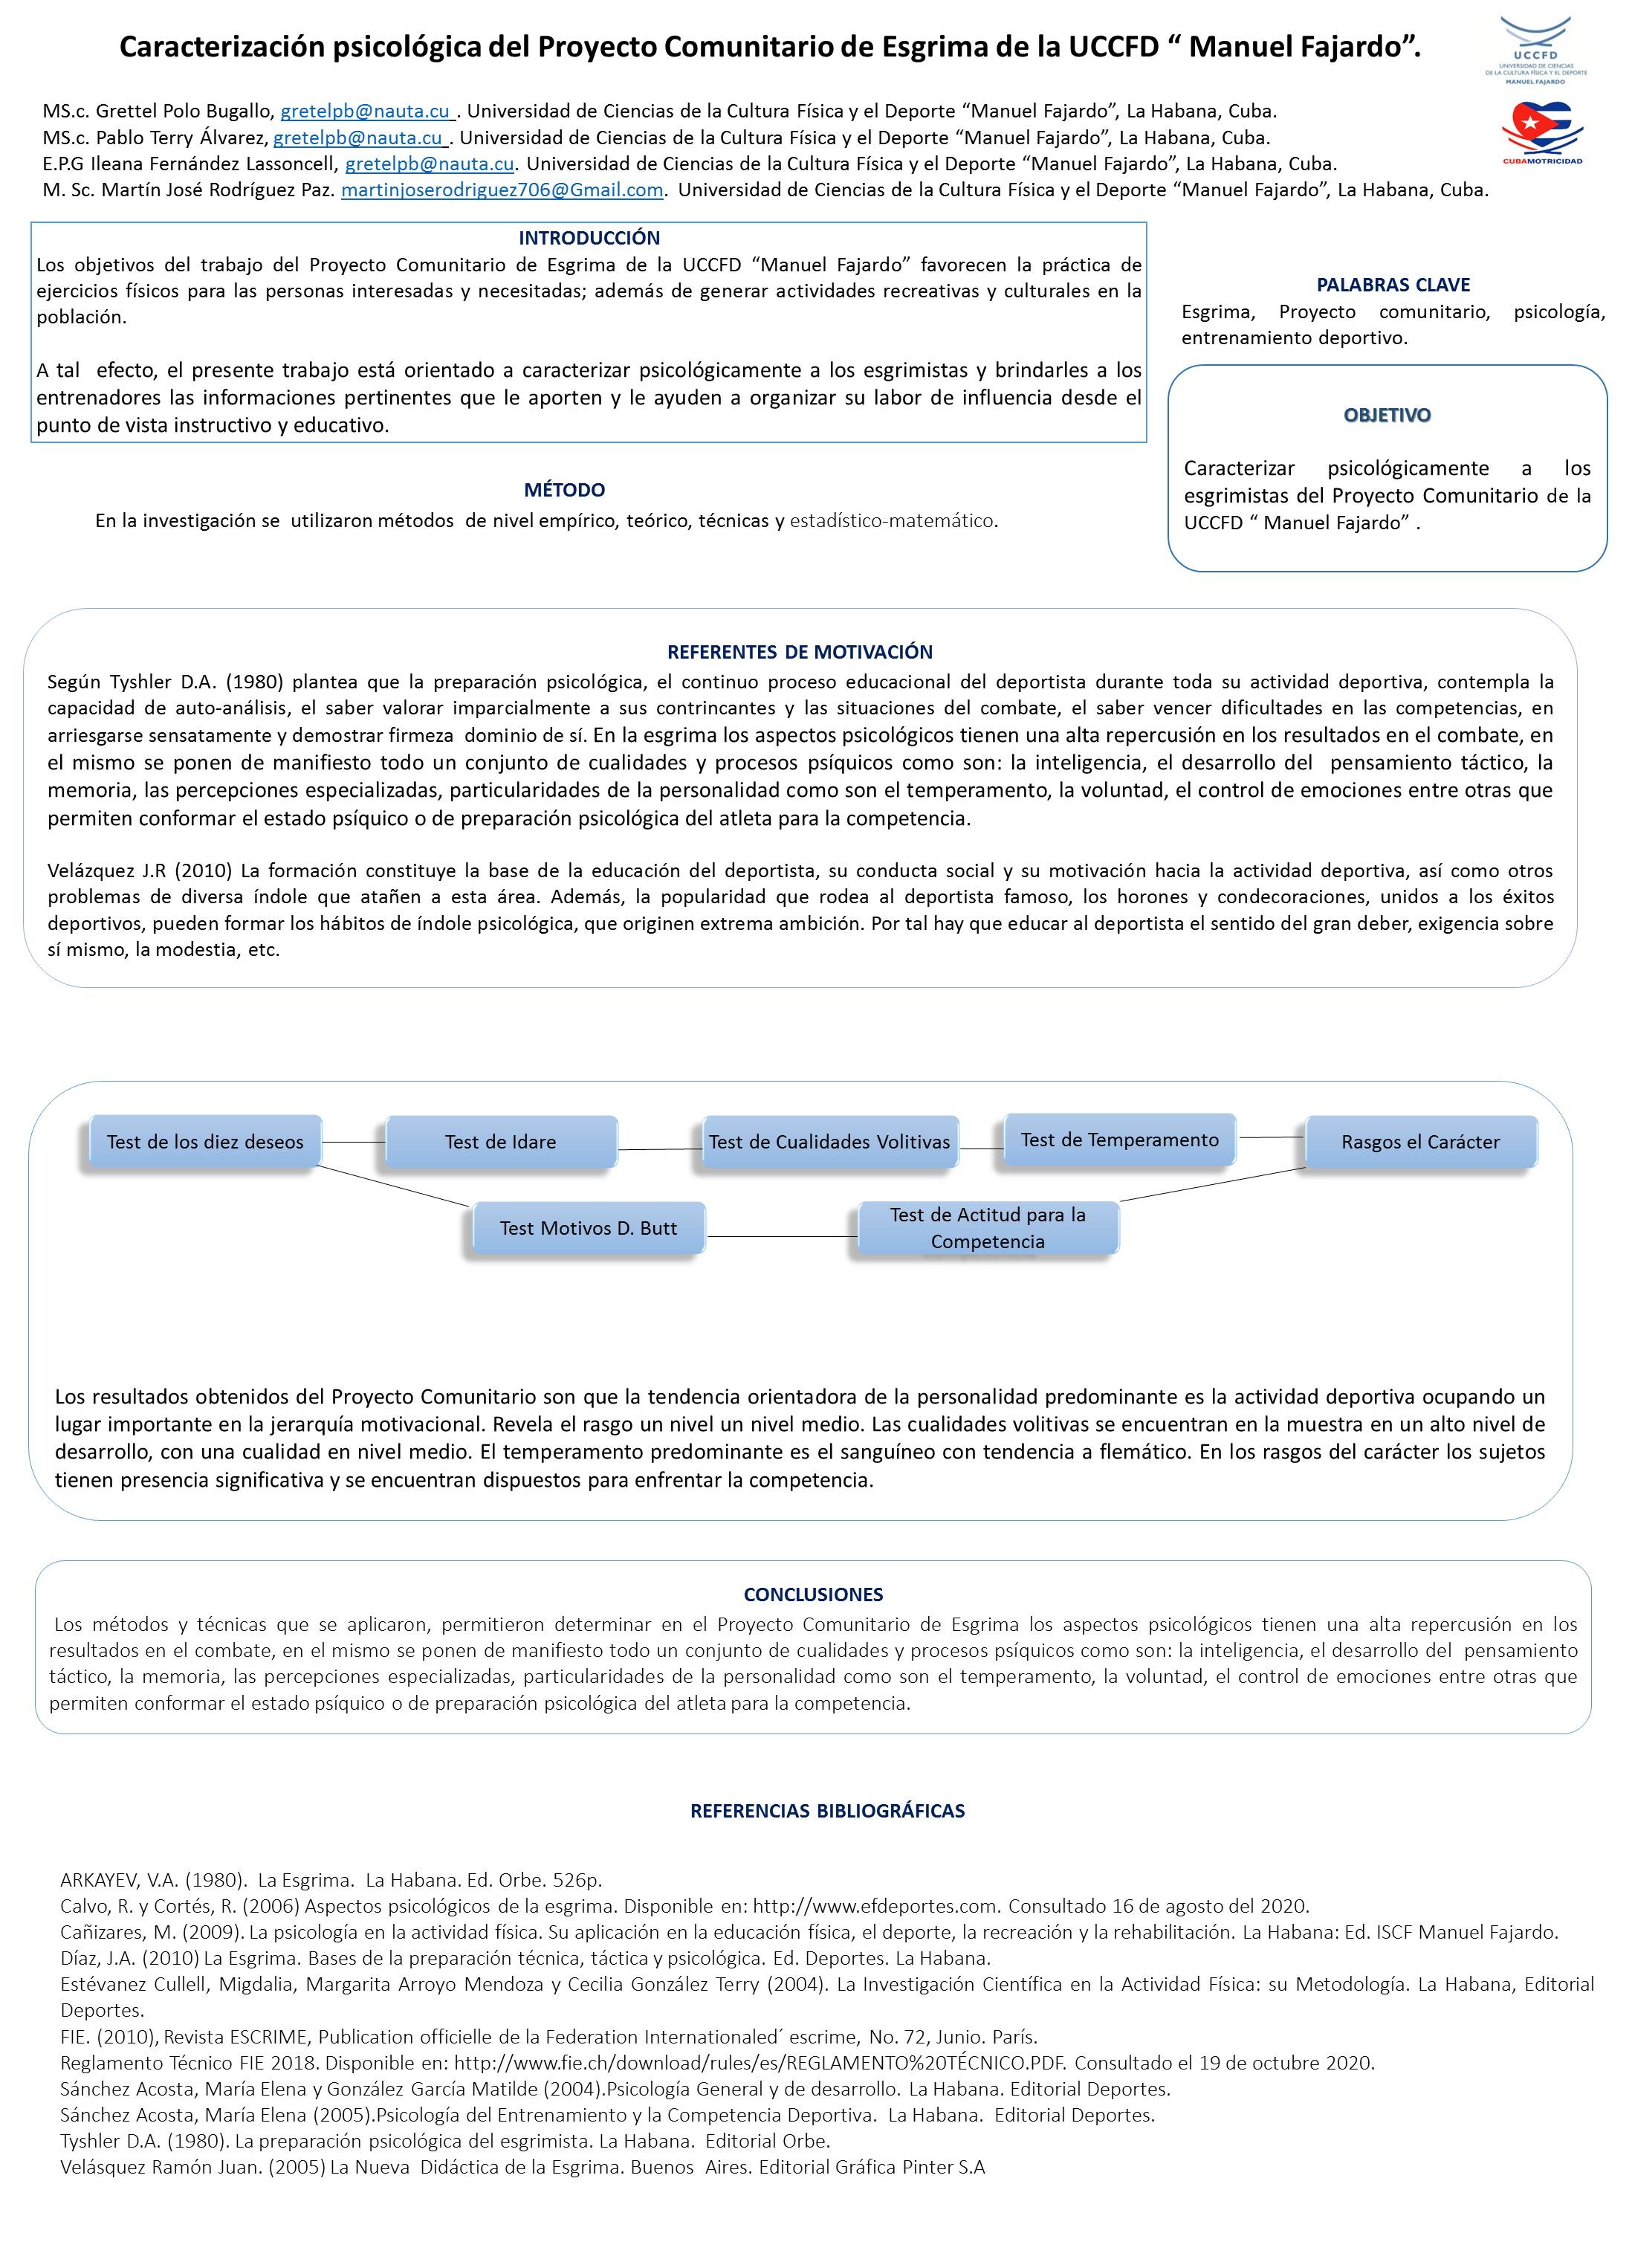 Caracterización psicológica del Proyecto Comunitario de Esgrima de la UCCFD “ Manuel Fajardo”.
UCCFD
UNIVERSIDAD DE CIENCIAS
DE LA CULTURA FÍSICA Y EL DEPORTE
MANUEL FAJARDO
MS.c. Grettel Polo Bugallo, gretelpb@nauta.cu . Universidad de Ciencias de la Cultura Física y el Deporte “Manuel Fajardo”, La Habana, Cuba.
MS.c. Pablo Terry Álvarez, gretelpb@nauta.cu . Universidad de Ciencias de la Cultura Física y el Deporte “Manuel Fajardo”, La Habana, Cuba.
E.P.G Ileana Fernández Lassoncell, gretelpb@nauta.cu. Universidad de Ciencias de la Cultura Física y el Deporte “Manuel Fajardo”, La Habana, Cuba.
M. Sc. Martín José Rodríguez Paz. martinjoserodriguez706@Gmail.com. Universidad de Ciencias de la Cultura Física y el Deporte “Manuel Fajardo”, La Habana, Cuba.
CUBAMOTRICIDAD
INTRODUCCIÓN
Los objetivos del trabajo del Proyecto Comunitario de Esgrima de la UCCFD “Manuel Fajardo” favorecen la práctica de
ejercicios físicos para las personas interesadas y necesitadas; además de generar actividades recreativas y culturales en la
población.
A tal efecto, el presente trabajo está orientado a caracterizar psicológicamente a los esgrimistas y brindarles a los
entrenadores las informaciones pertinentes que le aporten y le ayuden a organizar su labor de influencia desde el
punto de vista instructivo y educativo.
PALABRAS CLAVE
Esgrima, Proyecto comunitario, psicología,
entrenamiento deportivo.
OBJETIVO
Caracterizar psicológicamente a los
esgrimistas del Proyecto Comunitario de la
UCCFD “ Manuel Fajardo” .
MÉTODO
En la investigación se utilizaron métodos de nivel empírico, teórico, técnicas y estadístico-matemático.
REFERENTES DE MOTIVACIÓN
Según Tyshler D.A. (1980) plantea que la preparación psicológica, el continuo proceso educacional del deportista durante toda su actividad deportiva, contempla la
capacidad de auto-análisis, el saber valorar imparcialmente a sus contrincantes y las situaciones del combate, el saber vencer dificultades en las competencias, en
arriesgarse sensatamente y demostrar firmeza dominio de sí. En la esgrima los aspectos psicológicos tienen una alta repercusión en los resultados en el combate, en
el mismo se ponen de manifiesto todo un conjunto de cualidades y procesos psíquicos como son: la inteligencia, el desarrollo del pensamiento táctico, la
memoria, las percepciones especializadas, particularidades de la personalidad como son el temperamento, la voluntad, el control de emociones entre otras que
permiten conformar el estado psíquico o de preparación psicológica del atleta para la competencia.
Velázquez J.R (2010) La formación constituye la base de la educación del deportista, su conducta social y su motivación hacia la actividad deportiva, así como otros
problemas de diversa índole que atañen a esta área. Además, la popularidad que rodea al deportista famoso, los horones y condecoraciones, unidos a los éxitos
deportivos, pueden formar los hábitos de índole psicológica, que originen extrema ambición. Por tal hay que educar al deportista el sentido del gran deber, exigencia sobre
sí mismo, la modestia, etc.
Test de los diez deseos
Test de Idare
Test de Cualidades Volitivas
Test de Temperamento
Rasgos el Carácter
Test Motivos D. Butt
Test de Actitud para la
Competencia
Los resultados obtenidos del Proyecto Comunitario son que la tendencia orientadora de la personalidad predominante es la actividad deportiva ocupando un
lugar importante en la jerarquía motivacional. Revela el rasgo un nivel un nivel medio. Las cualidades volitivas se encuentran en la muestra en un alto nivel de
desarrollo, con una cualidad en nivel medio. El temperamento predominante es el sanguíneo con tendencia a flemático. En los rasgos del carácter los sujetos
tienen presencia significativa y se encuentran dispuestos para enfrentar la competencia.
CONCLUSIONES
Los métodos y técnicas que se aplicaron, permitieron determinar en el Proyecto Comunitario de Esgrima los aspectos psicológicos tienen una alta repercusión en los
resultados en el combate, en el mismo se ponen de manifiesto todo un conjunto de cualidades y procesos psíquicos como son: la inteligencia, el desarrollo del pensamiento
táctico, la memoria, las percepciones especializadas, particularidades de la personalidad como son el temperamento, la voluntad, el control de emociones entre otras que
permiten conformar el estado psíquico o de preparación psicológica del atleta para la competencia.
REFERENCIAS BIBLIOGRÁFICAS
ARKAYEV, V.A. (1980). La Esgrima. La Habana. Ed. Orbe. 526p.
Calvo, R. y Cortés, R. (2006) Aspectos psicológicos de la esgrima. Disponible en: http://www.efdeportes.com. Consultado 16 de agosto del 2020.
Cañizares, M. (2009). La psicología en la actividad física. Su aplicación en la educación física, el deporte, la recreación y la rehabilitación. La Habana: Ed. ISCF Manuel Fajardo.
Díaz, J.A. (2010) La Esgrima. Bases de la preparación técnica, táctica y psicológica. Ed. Deportes. La Habana.
Estévanez Cullell, Migdalia, Margarita Arroyo Mendoza y Cecilia González Terry (2004). La Investigación Científica en la Actividad Física: su Metodología. La Habana, Editorial
Deportes.
FIE. (2010), Revista ESCRIME, Publication officielle de la Federation Internationaled´ escrime, No. 72, Junio. París.
Reglamento Técnico FIE 2018. Disponible en: http://www.fie.ch/download/rules/es/REGLAMENTO%20TÉCNICO.PDF. Consultado el 19 de octubre 2020.
Sánchez Acosta, María Elena y González García Matilde (2004).Psicología General y de desarrollo. La Habana. Editorial Deportes.
Sánchez Acosta, María Elena (2005).Psicología del Entrenamiento y la Competencia Deportiva. La Habana. Editorial Deportes.
Tyshler D.A. (1980). La preparación psicológica del esgrimista. La Habana. Editorial Orbe.
Velásquez Ramón Juan. (2005) La Nueva Didáctica de la Esgrima. Buenos Aires. Editorial Gráfica Pinter S.A